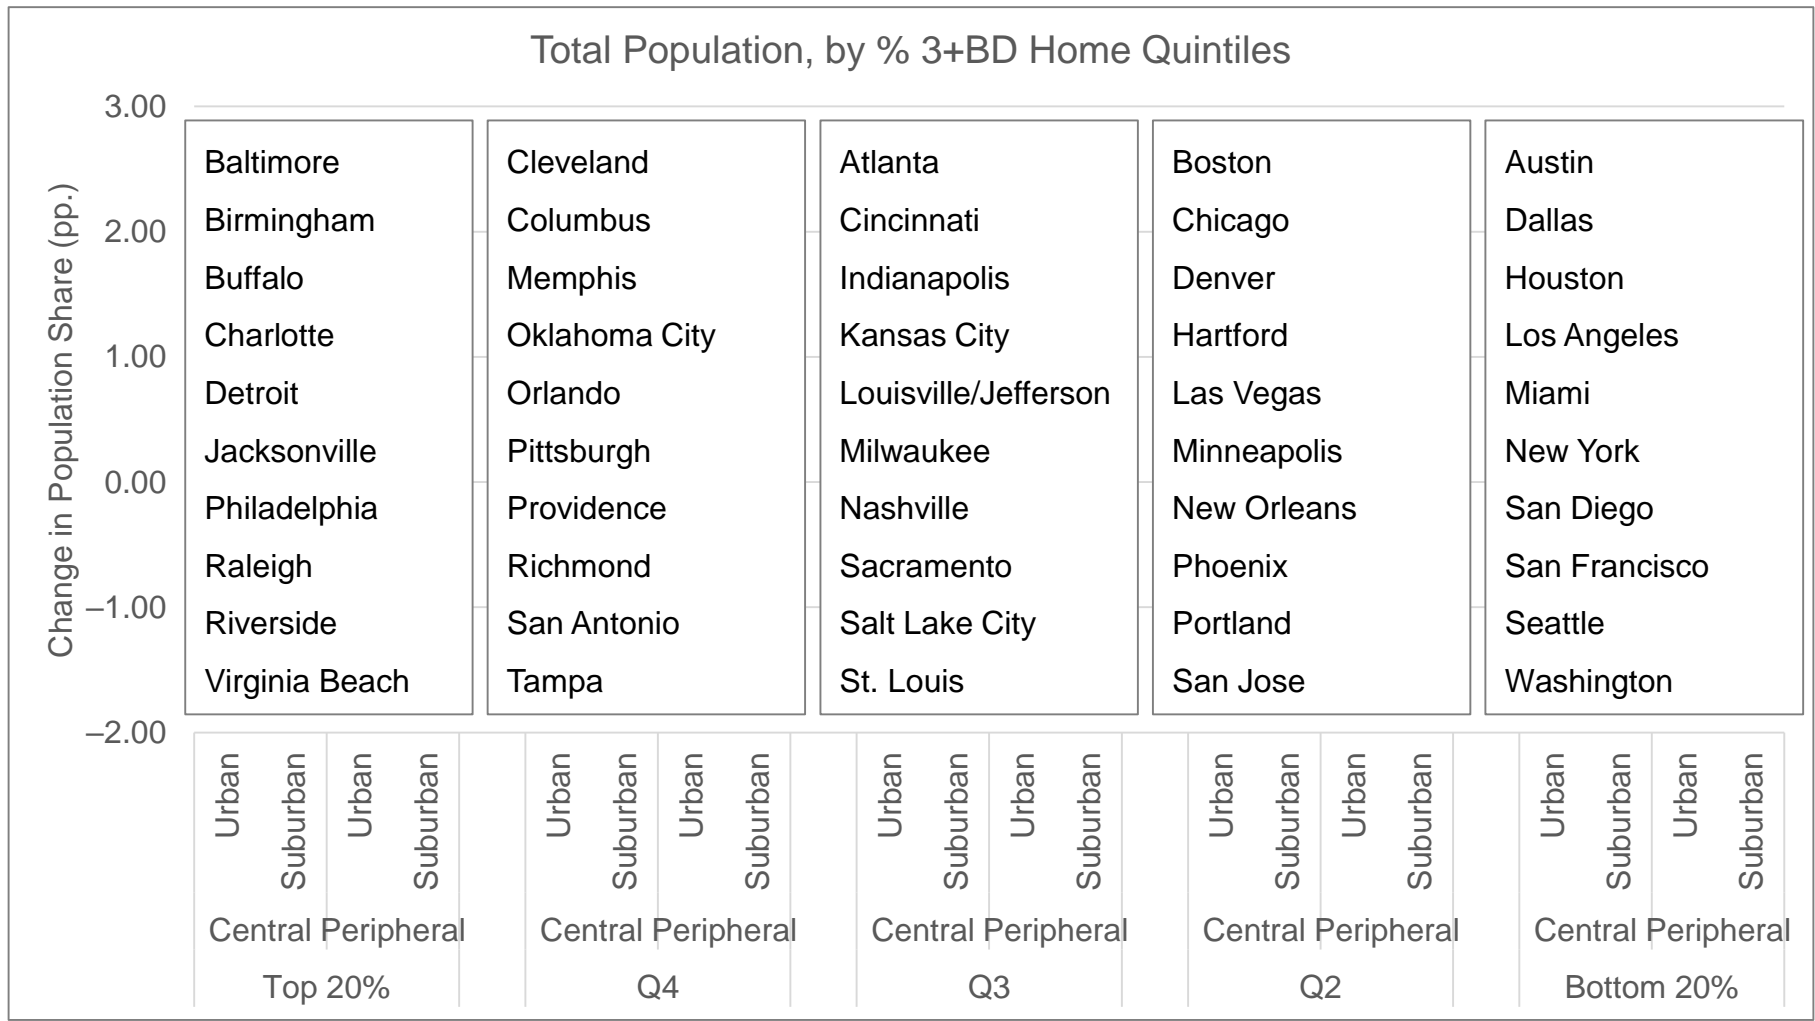 Total Population, by % 3+BD Home Quintiles
Change in Population Share (pp.)
3.00
2.00
1.00
0.00
–1.00
–2.00
Baltimore
Birmingham
Buffalo
Charlotte
Detroit
Jacksonville
Philadelphia
Raleigh
Riverside
Virginia Beach
Cleveland
Columbus
Memphis
Oklahoma City
Orlando
Pittsburgh
Providence
Richmond
San Antonio
Tampa
Atlanta
Cincinnati
Indianapolis
Kansas City
Louisville/Jefferson
Milwaukee
Nashville
Sacramento
Salt Lake City
St. Louis
Boston
Chicago
Denver
Hartford
Las Vegas
Minneapolis
New Orleans
Phoenix
Portland
San Jose
Austin
Dallas
Houston
Los Angeles
Miami
New York
San Diego
San Francisco
Seattle
Washington
Urban Suburban Urban Suburban Urban Suburban Urban Suburban Urban Suburban Urban Suburban Urban Suburban Urban Suburban Urban Suburban Urban Suburban
Central Peripheral Central Peripheral Central Peripheral Central Peripheral Central Peripheral
Top 20% Q4 Q3 Q2 Bottom 20%